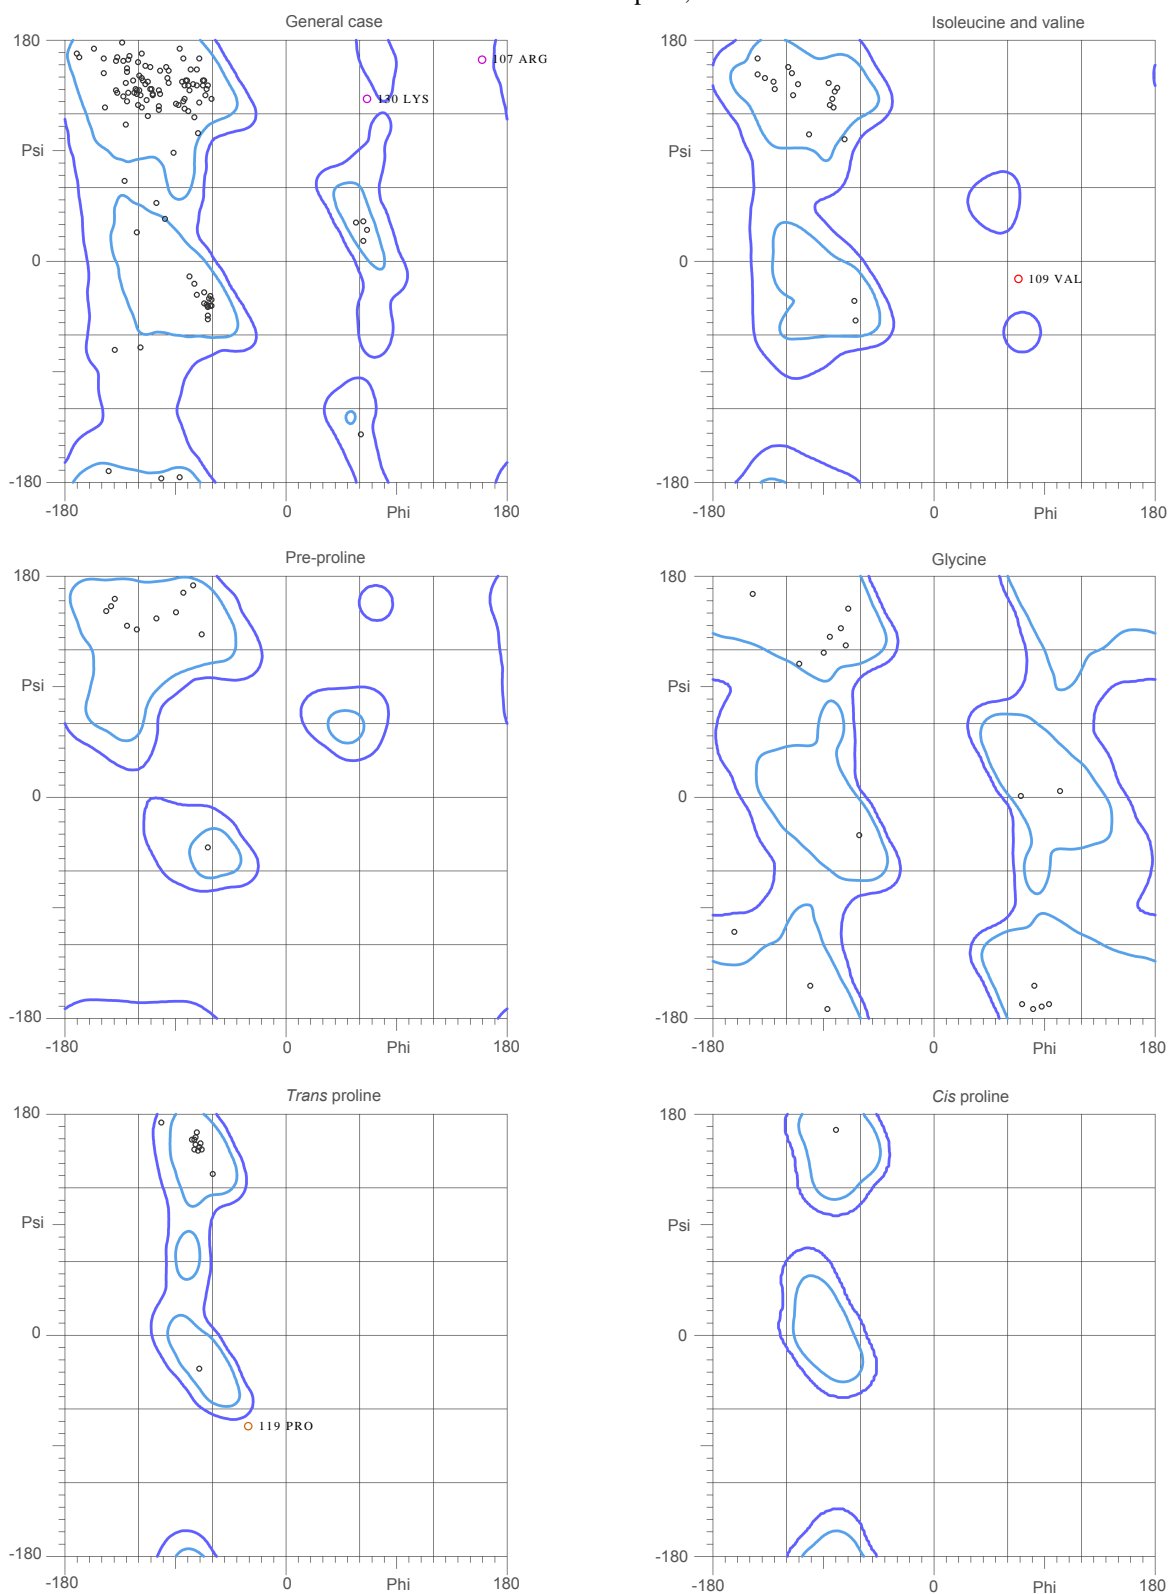 General case
180
107 ARG
130 LYS
Psi
0
-180
-180
0
Phi
180
Isoleucine and valine
180
Psi
0
109 VAL
-180
-180
0
Phi
180
Pre-proline
180
Psi
0
-180
-180
0
Phi
180
Glycine
180
Psi
0
-180
-180
0
Phi
180
Trans proline
180
Psi
0
119 PRO
-180
-180
0
Phi
180
Cis proline
180
Psi
0
-180
-180
0
Phi
180